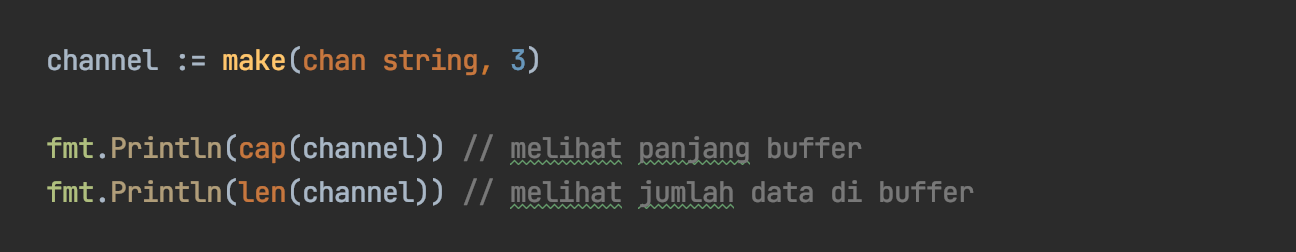 channel := make(chan string, 3)
fmt.Println(cap(channel)) // melihat panjang buffer
fmt.Println(len(channel)) // melihat jumlah data di buffer